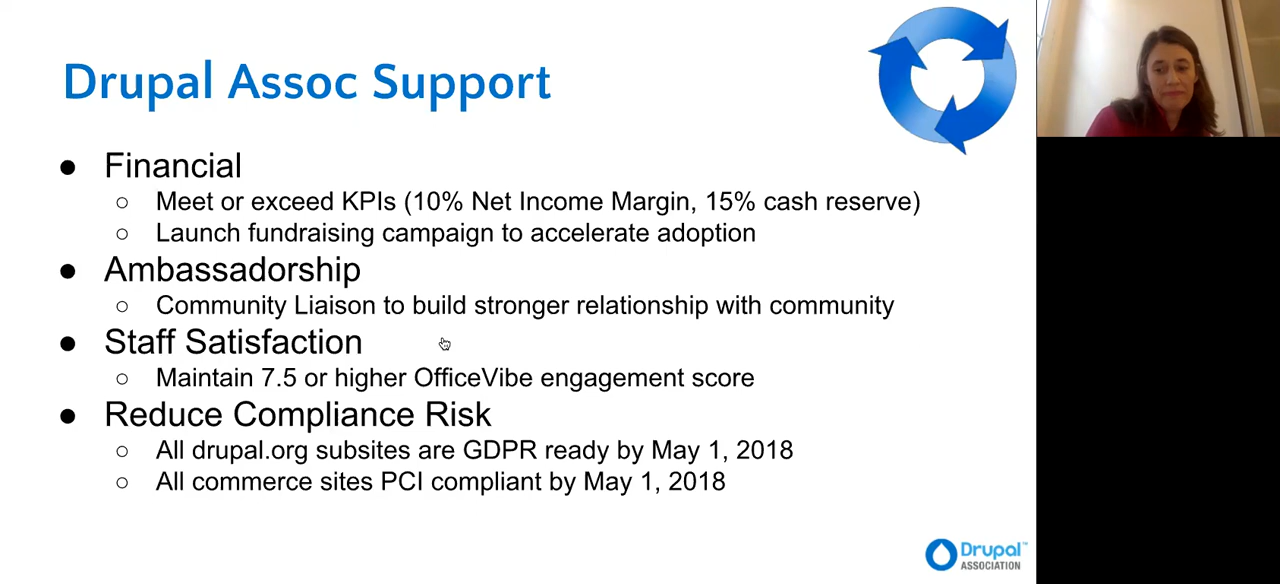 Drupal Assoc Support
● Financial
○ Meet or exceed KPIs (10% Net Income Margin, 15% cash reserve)
○ Launch fundraising campaign to accelerate adoption
● Ambassadorship
○ Community Liaison to build stronger relationship with community
● Staff Satisfaction
○ Maintain 7.5 or higher OfficeVibe engagement score
● Reduce Compliance Risk
○ All drupal.org subsites are GDPR ready by May 1, 2018
○ All commerce sites PCI compliant by May 1, 2018
Drupal™
ASSOCIATION